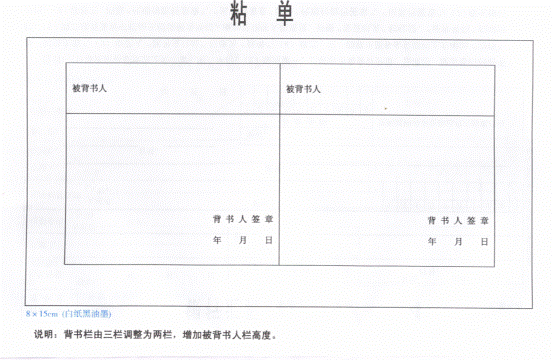 粘 单
被背书人 被背书人
背书人签章 背书人签章
年 月 日 年 月 日
8×15cm (白纸黑油墨)
说明：背书栏由三栏调整为两栏，增加被背书人栏高度。